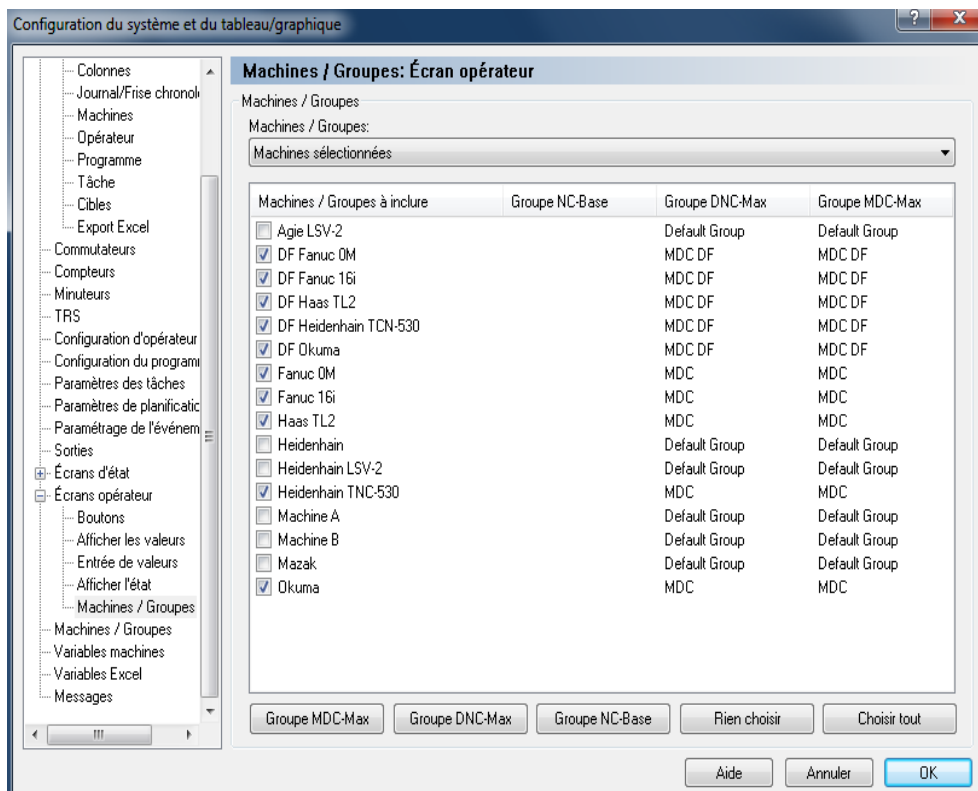 Configuration du système et du tableau/graphique
Colonnes
Journal/Frise chronol
Machines
Opérateur
Programme
Tâche
Cibles
Export Excel
Commutateurs
Compteurs
Minuteurs
TRS
Configuration d'opérateur
Configuration du program
Paramètres des tâches
Paramètres de planificatic
Paramétrage de l'événem
Sorties
Écrans d'état
Écrans opérateur
Boutons
Afficher les valeurs
Entrée de valeurs
Afficher l'état
Machines / Groupes
Machines / Groupes
Variables machines
Variables Excel
Messages
Machines / Groupes: Écran opérateur
Machines / Groupes
Machines / Groupes:
Machines sélectionnées
Machines / Groupes à inclure Groupe NC-Base Groupe DNC-Max Groupe MDC-Max
Agie LSV-2 Default Group Default Group
DF Fanuc 0M MDC DF MDC DF
DF Fanuc 16i MDC DF MDC DF
DF Haas TL2 MDC DF MDC DF
DF Heidenhain TCN-530 MDC DF MDC DF
DF Okuma MDC DF MDC DF
Fanuc 0M MDC MDC
Fanuc 16i MDC MDC
Haas TL2 MDC MDC
Heidenhain Default Group Default Group
Heidenhain LSV-2 Default Group Default Group
Heidenhain TNC-530 MDC MDC
Machine A Default Group Default Group
Machine B Default Group Default Group
Mazak Default Group Default Group
Okuma MDC MDC
Groupe MDC-Max Groupe DNC-Max Groupe NC-Base Rien choisir Choisir tout
Aide Annuler OK